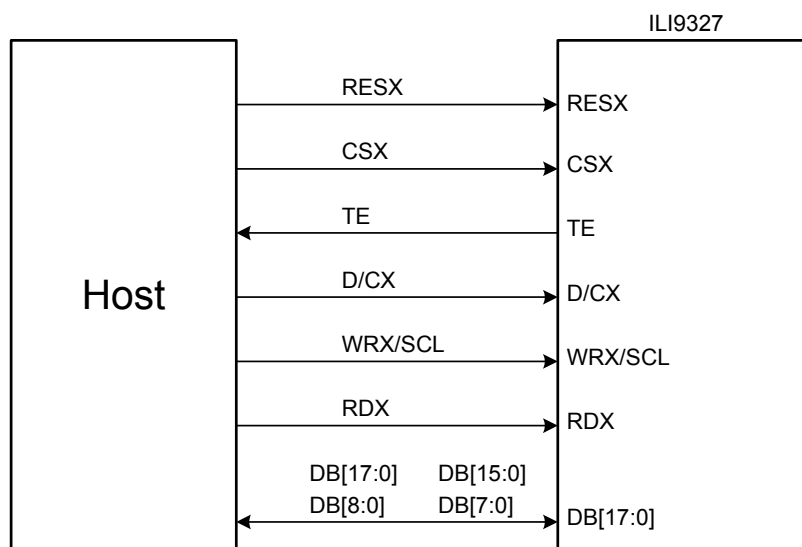 ILI9327
RESX
RESX
CSX
CSX
TE
TE
Host
D/CX
D/CX
WRX/SCL
WRX/SCL
RDX
RDX
DB[17:0] DB[15:0]
DB[8:0] DB[7:0]
DB[17:0]